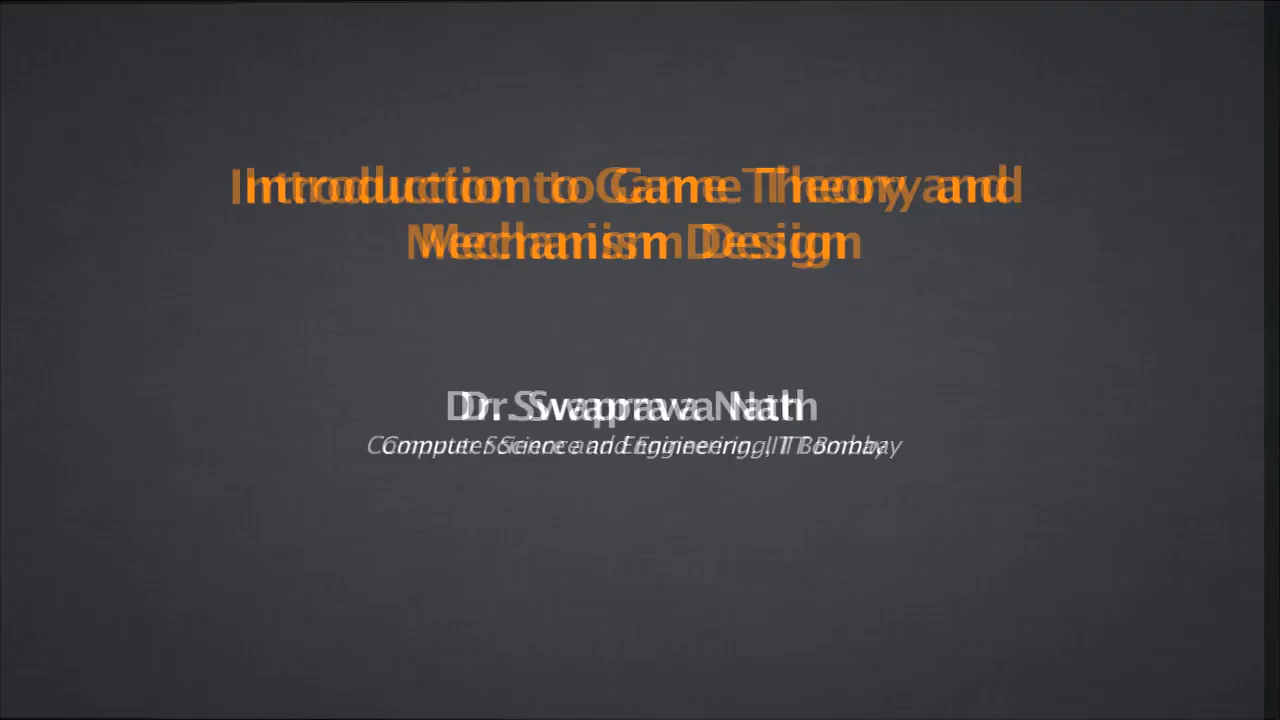 Introduction to Game Theory and
Mechanism Design
Dr. Swaprava Nath
Computer Science and Engineering, IIT Bombay